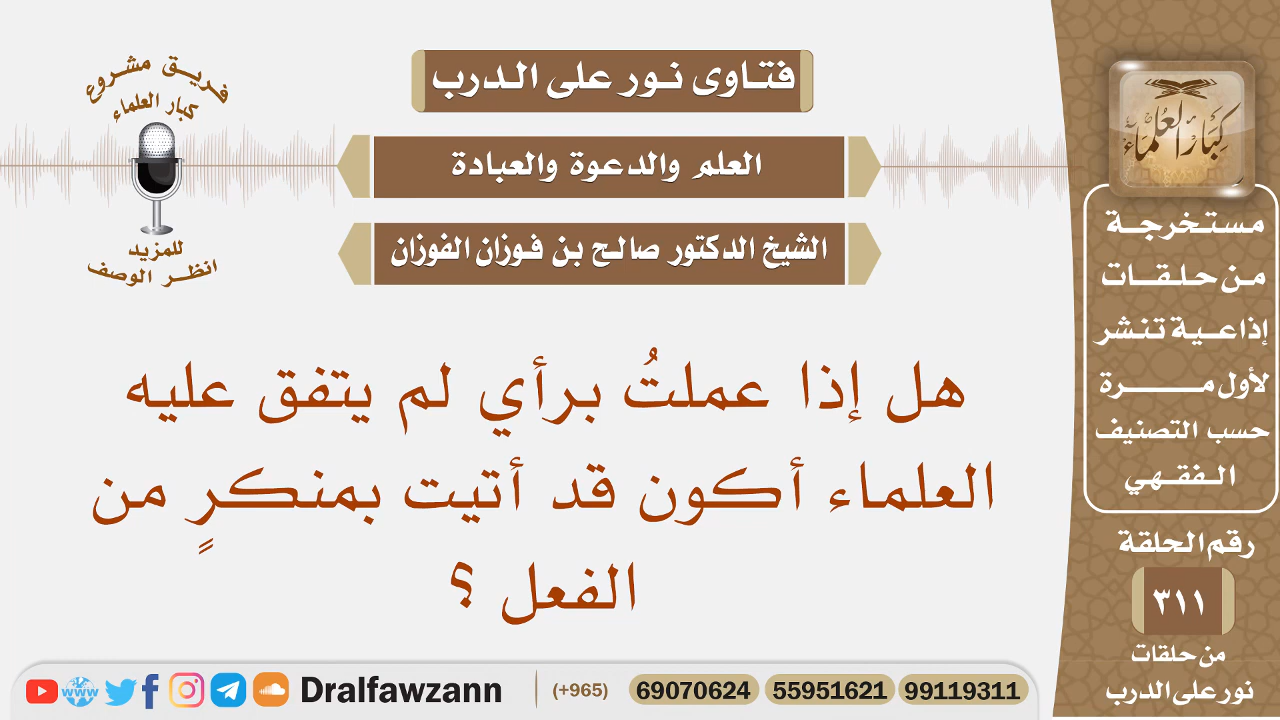 فتاوى نور على الدرب
العلم والدعوة والعبادة
الشيخ الدكتور صالح بن فوزان الفوزان
فريق مشروع
كبار العلماء
للمزيد
انظر الوصف
هل إذا عملتُ برأي لم يتفق عليه
العلماء أكون قد أتيت بمنكرٍ من
الفعل ؟
كبار العلماء
مستخرجة
من حلقات
إذاعية تنشر
لأول مرة
حسب التصنيف
الفقهي
رقم الحلقة
٣١١
من حلقات
نور على الدرب
www Dralfawzann (+965) 69070624 55951621 99119311